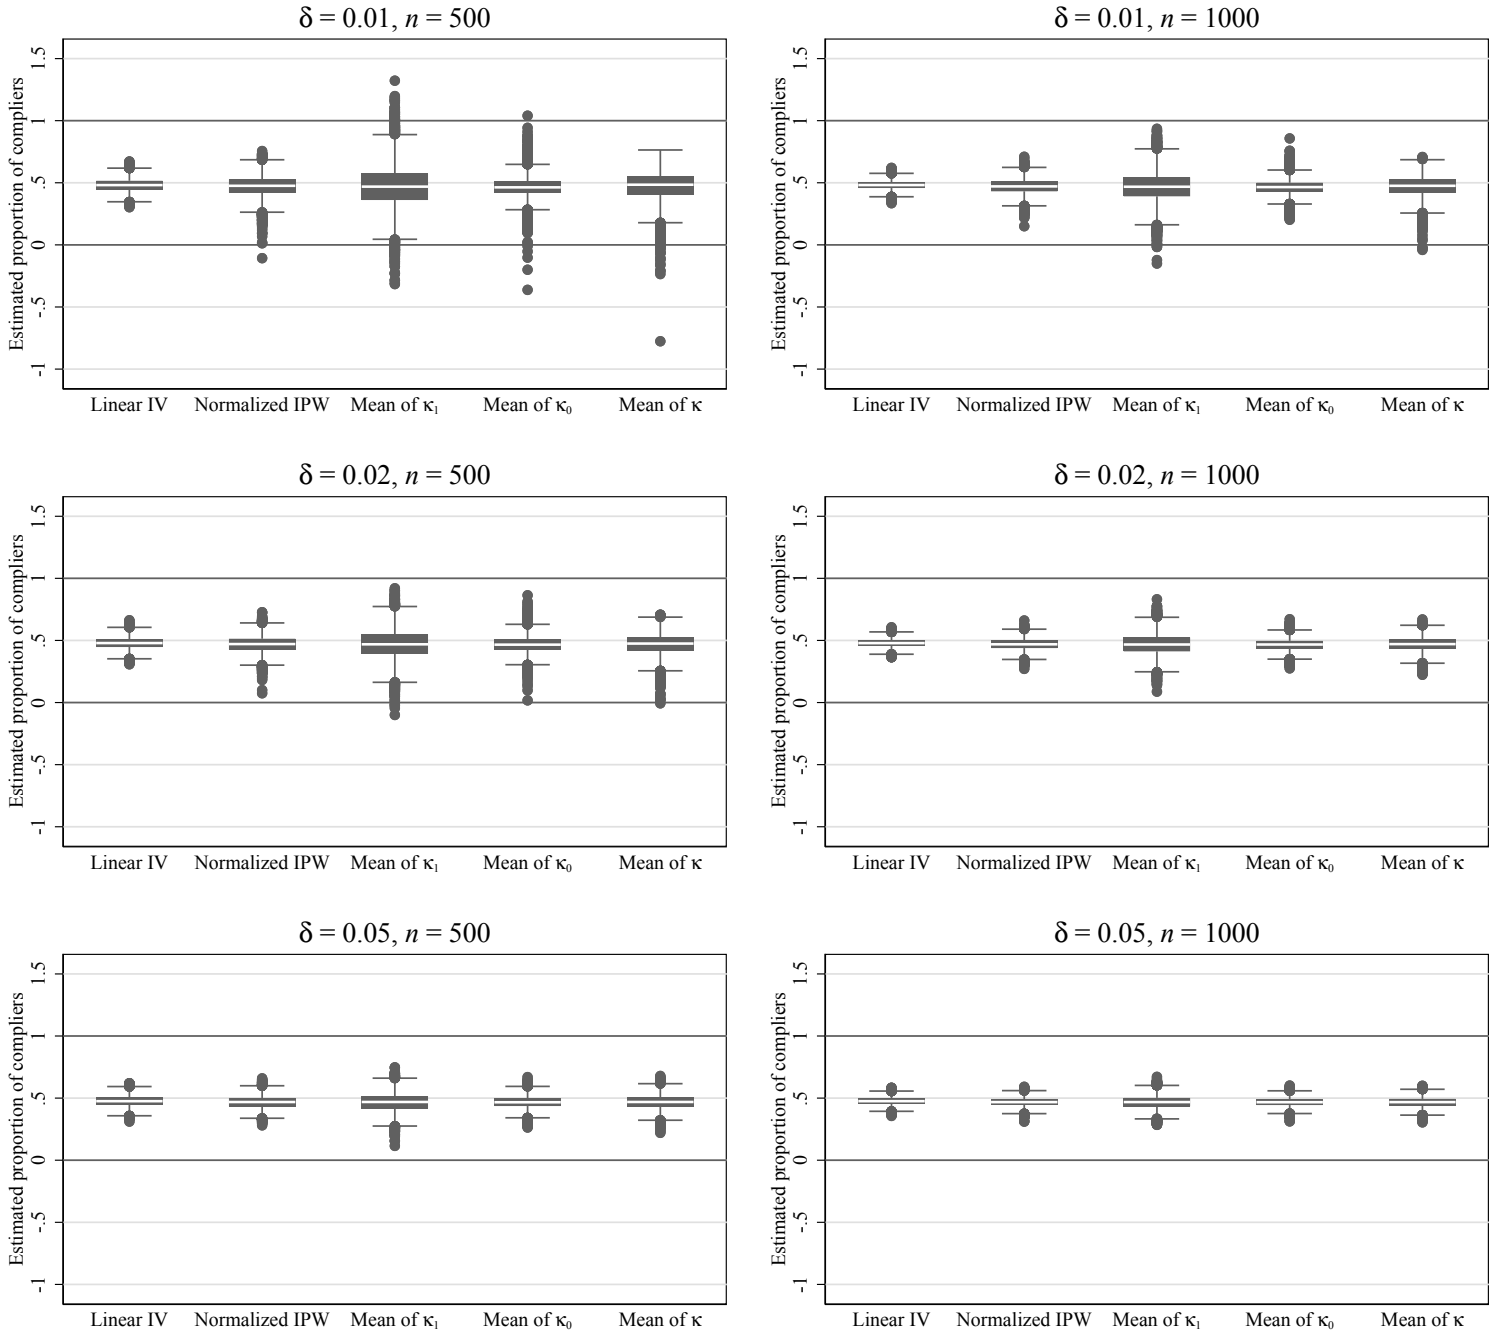 δ = 0.01, n = 500
Estimated proportion of compliers
1.5
1
.5
0
-.5
-1
Linear IV Normalized IPW Mean of κ₁ Mean of κ₀ Mean of κ
δ = 0.01, n = 1000
Estimated proportion of compliers
1.5
1
.5
0
-.5
-1
Linear IV Normalized IPW Mean of κ₁ Mean of κ₀ Mean of κ
δ = 0.02, n = 500
Estimated proportion of compliers
1.5
1
.5
0
-.5
-1
Linear IV Normalized IPW Mean of κ₁ Mean of κ₀ Mean of κ
δ = 0.02, n = 1000
Estimated proportion of compliers
1.5
1
.5
0
-.5
-1
Linear IV Normalized IPW Mean of κ₁ Mean of κ₀ Mean of κ
δ = 0.05, n = 500
Estimated proportion of compliers
1.5
1
.5
0
-.5
-1
Linear IV Normalized IPW Mean of κ₁ Mean of κ₀ Mean of κ
δ = 0.05, n = 1000
Estimated proportion of compliers
1.5
1
.5
0
-.5
-1
Linear IV Normalized IPW Mean of κ₁ Mean of κ₀ Mean of κ